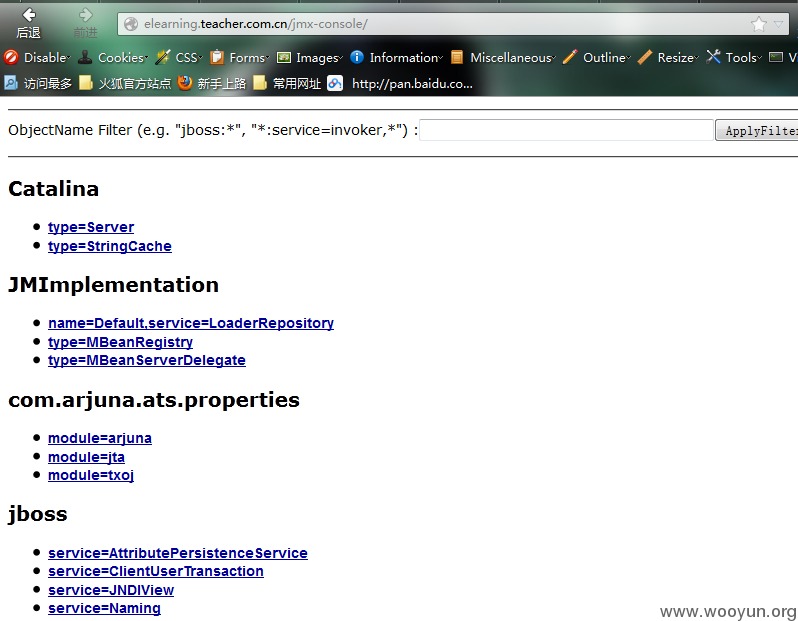 后退 前进 elearning.teacher.com.cn/jmx-console/
Disable Cookies CSS Forms Images Information Miscellaneous Outline Resize Tools V
访问最多 火狐官方站点 新手上路 常用网址 http://pan.baidu.co...
ObjectName Filter (e.g. "jboss:*", "*:service=invoker,*") : ApplyFilter
Catalina
type=Server
type=StringCache
JMImplementation
name=Default,service=LoaderRepository
type=MBeanRegistry
type=MBeanServerDelegate
com.arjuna.ats.properties
module=arjuna
module=jta
module=txoj
jboss
service=AttributePersistenceService
service=ClientUserTransaction
service=JNDIView
service=Naming
www.wooyun.org